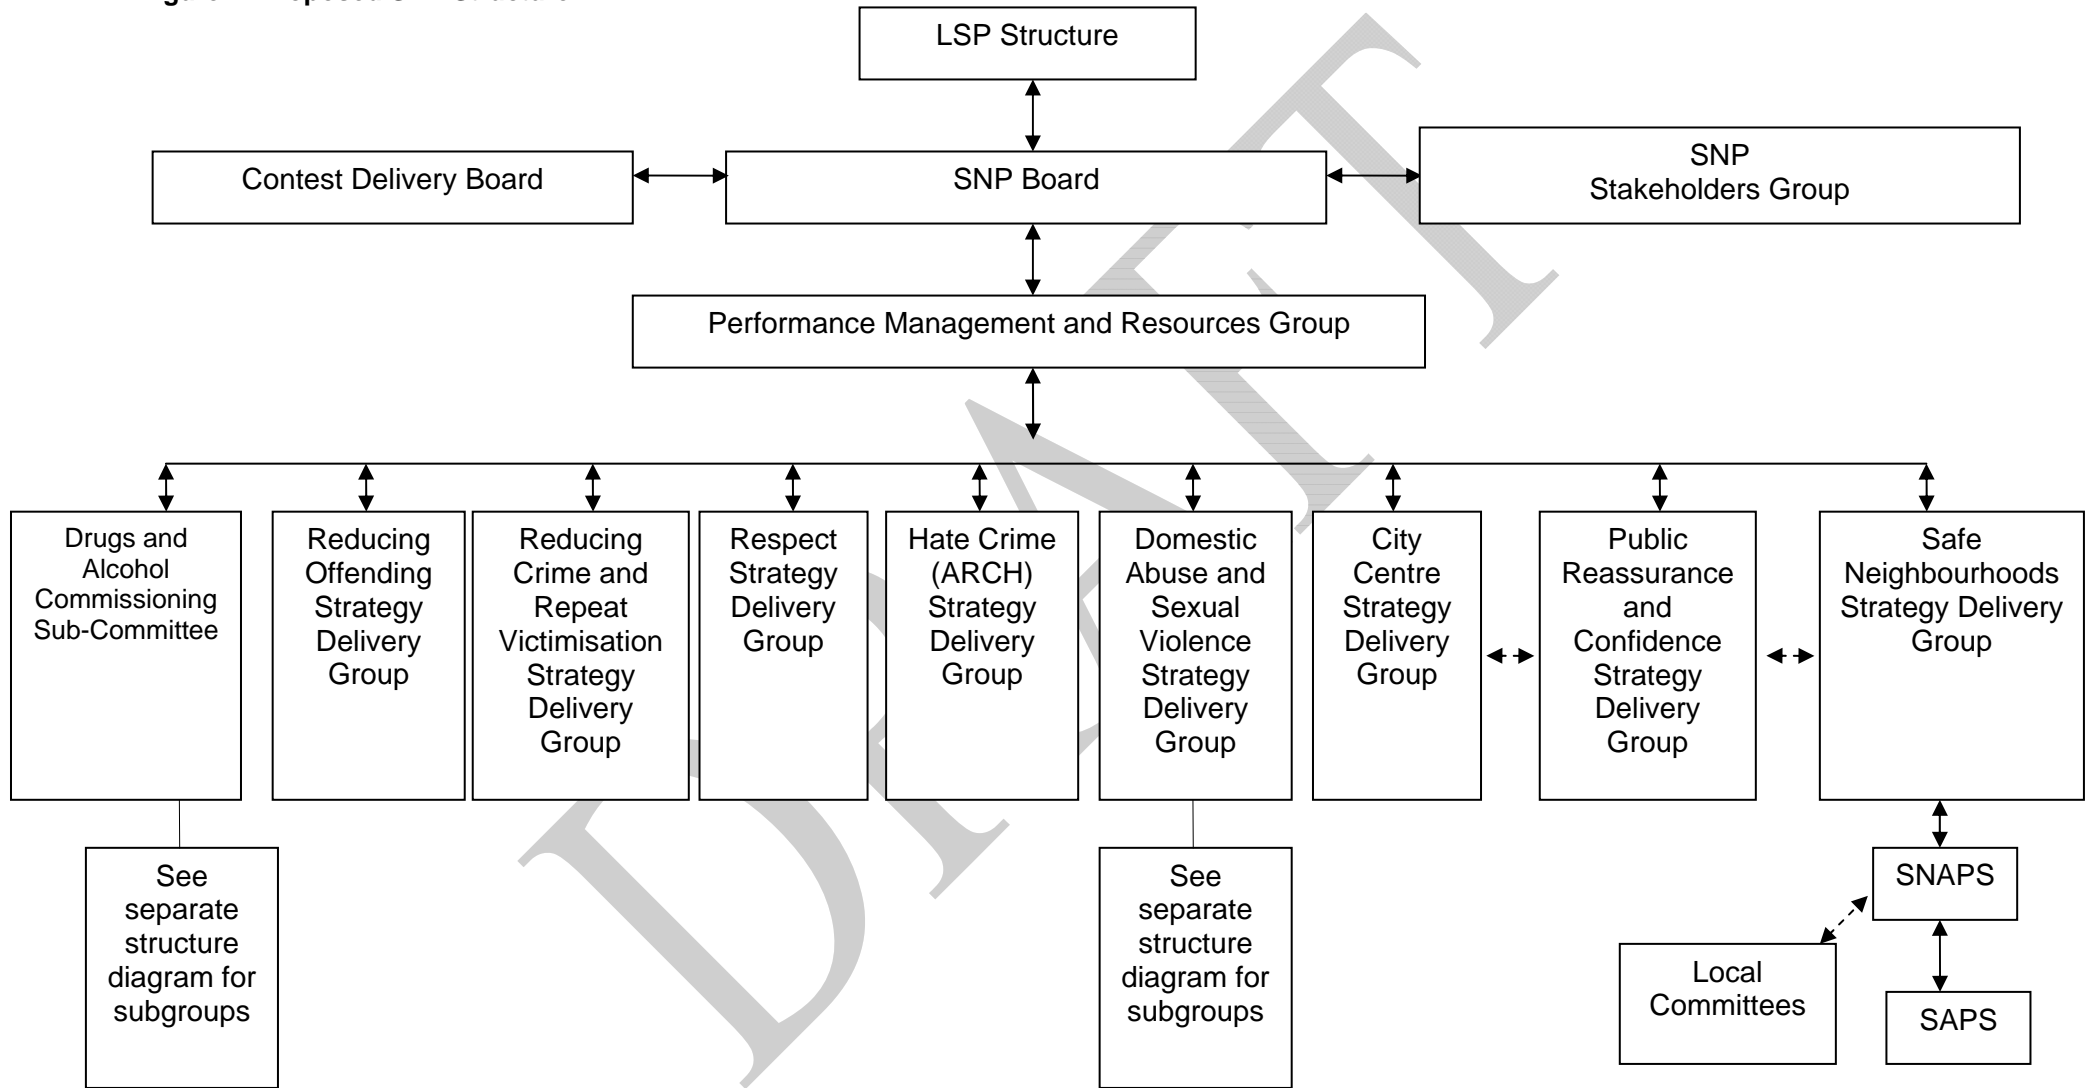 LSP Structure
Contest Delivery Board
SNP Board
SNP
Stakeholders Group
Performance Management and Resources Group
Drugs and
Alcohol
Commissioning
Sub-Committee
Reducing
Offending
Strategy
Delivery
Group
Reducing
Crime and
Repeat
Victimisation
Strategy
Delivery
Group
Respect
Strategy
Delivery
Group
Hate Crime
(ARCH)
Strategy
Delivery
Group
Domestic
Abuse and
Sexual
Violence
Strategy
Delivery
Group
City
Centre
Strategy
Delivery
Group
Public
Reassurance
and
Confidence
Strategy
Delivery
Group
Safe
Neighbourhoods
Strategy Delivery
Group
See
separate
structure
diagram for
subgroups
See
separate
structure
diagram for
subgroups
SNAPS
Local
Committees
SAPS
DRAFT